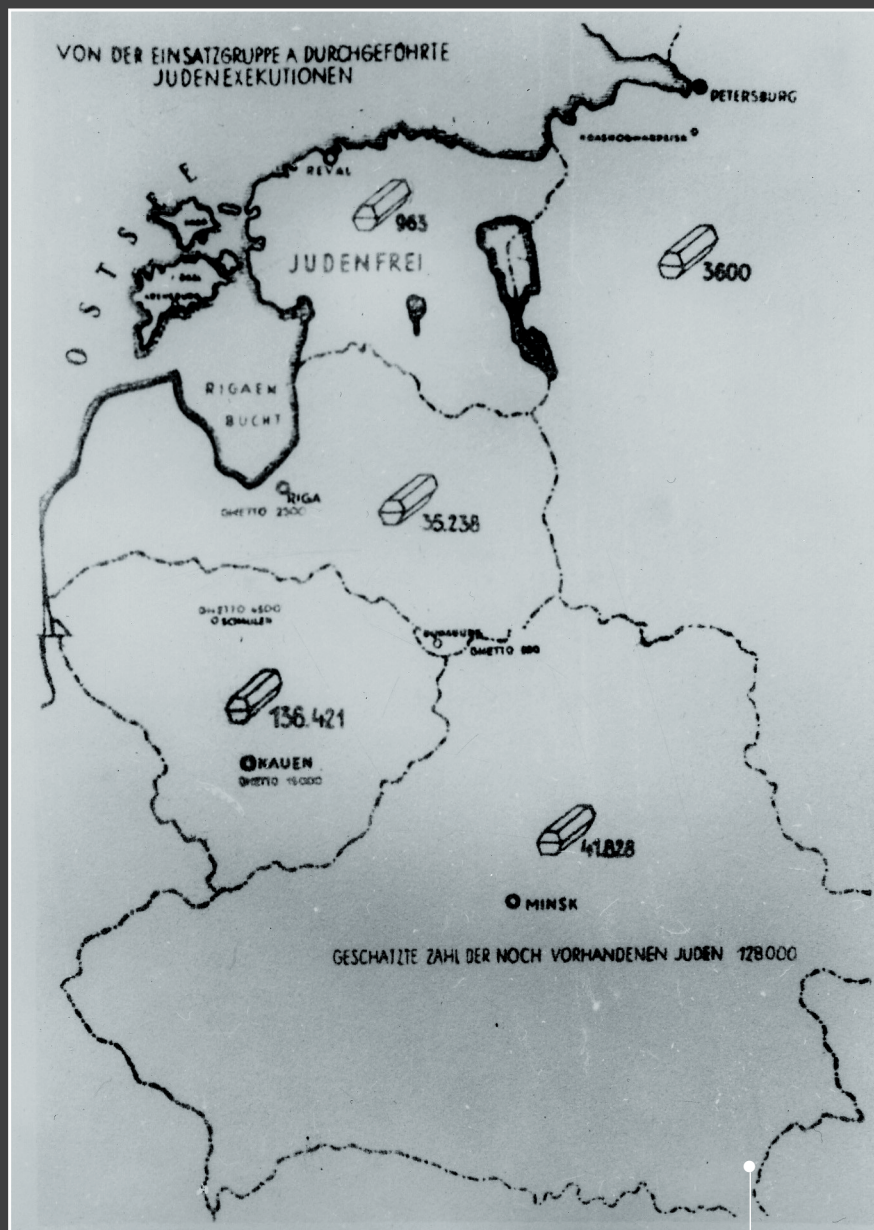 VON DER EINSATZGRUPPE A DURCHGEFÜHRTE
JUDENEXEKUTIONEN
PETERSBURG
KRASNOGWARDEISK
REVAL
OSTSEE
963
JUDENFREI
3600
RIGAER
BUCHT
RIGA
GHETTO 2500
35.238
GHETTO 4500
SCHAULEN
DÜNABURG
GHETTO 950
136.421
KAUEN
GHETTO 15000
41.828
MINSK
GESCHÄTZTE ZAHL DER NOCH VORHANDENEN JUDEN 128000